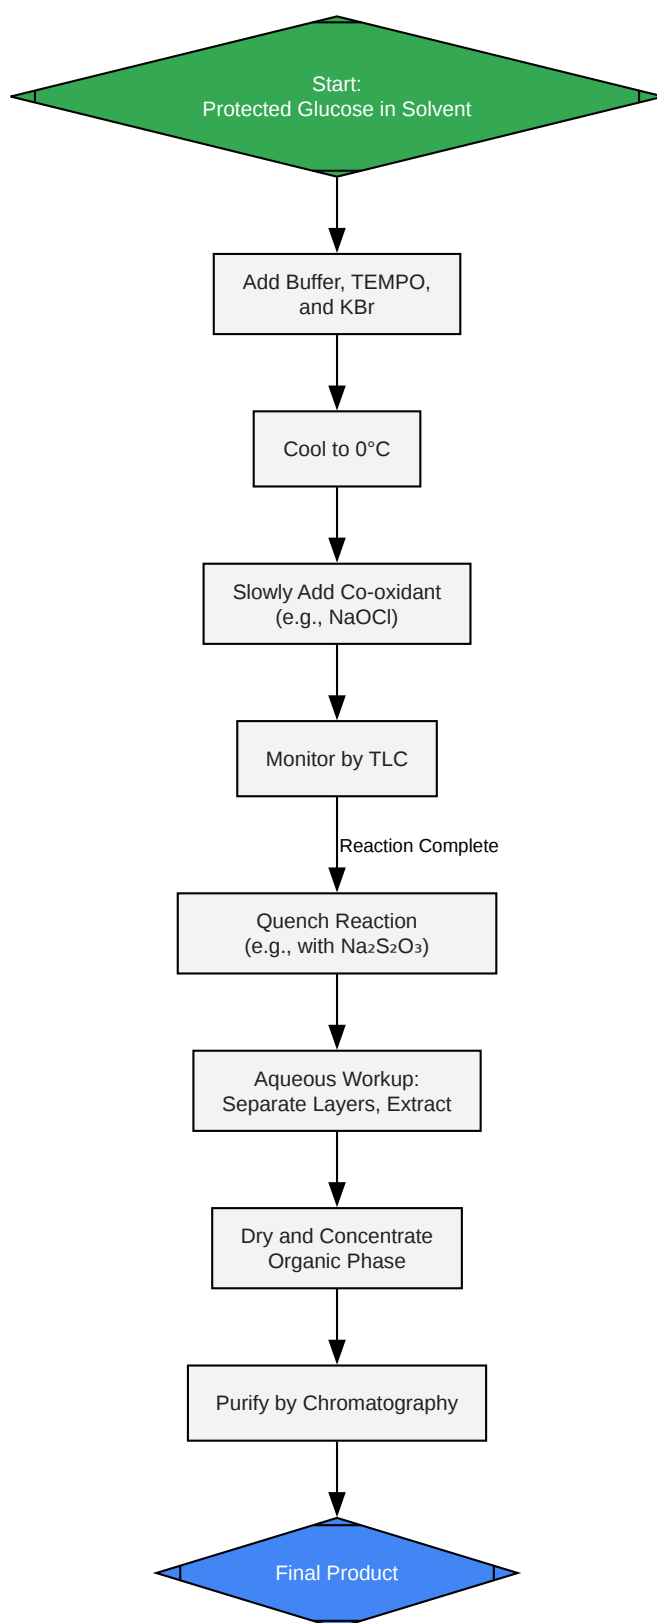 Start:
Protected Glucose in Solvent
Add Buffer, TEMPO,
and KBr
Cool to 0°C
Slowly Add Co-oxidant
(e.g., NaOCl)
Monitor by TLC
Reaction Complete
Quench Reaction
(e.g., with Na₂S₂O₃)
Aqueous Workup:
Separate Layers, Extract
Dry and Concentrate
Organic Phase
Purify by Chromatography
Final Product